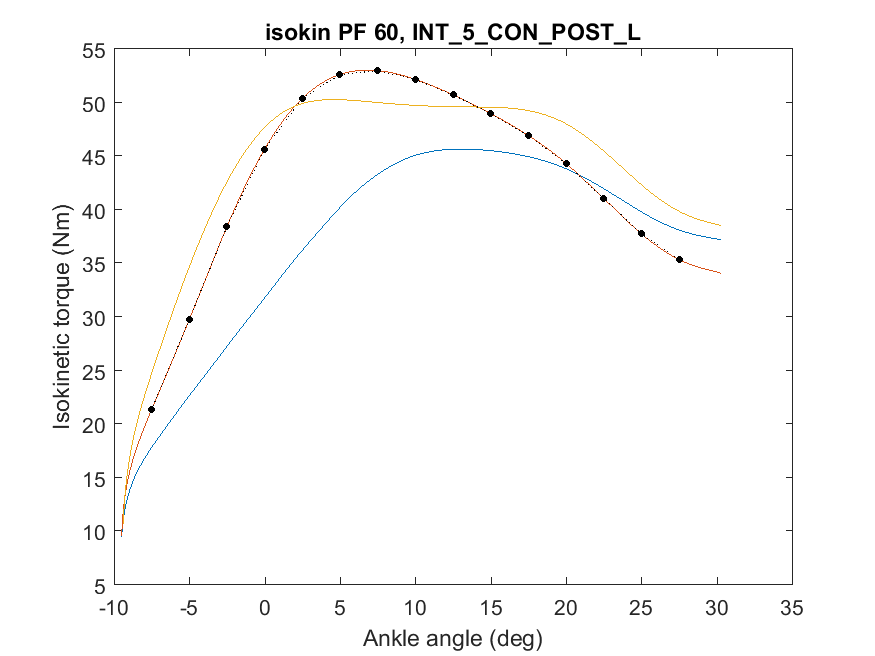 isokin PF 60, INT_5_CON_POST_L
55
50
45
40
35
30
25
20
15
10
5
Isokinetic torque (Nm)
-10 -5 0 5 10 15 20 25 30 35
Ankle angle (deg)